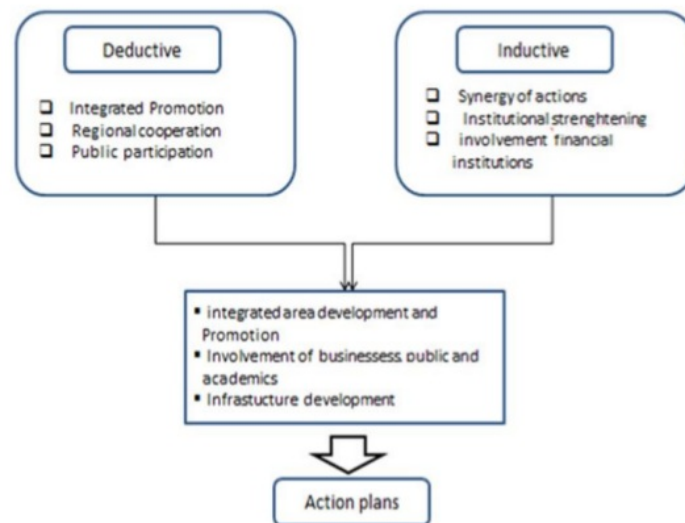 Deductive
❑ Integrated Promotion
❑ Regional cooperation
❑ Public participation
Inductive
❑ Synergy of actions
❑ Institutional strenghtening
❑ involvement financial
institutions
▪ integrated area development and
Promotion
▪ Involvement of businessess, public and
academics
▪ Infrastucture development
Action plans